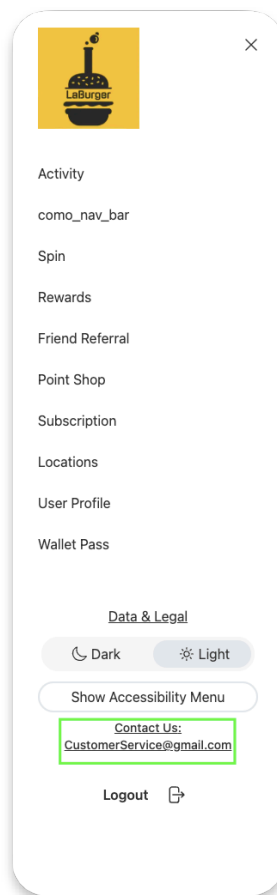 LaBurger
Activity
como_nav_bar
Spin
Rewards
Friend Referral
Point Shop
Subscription
Locations
User Profile
Wallet Pass
Data & Legal
Dark
Light
Show Accessibility Menu
Contact Us:
CustomerService@gmail.com
Logout